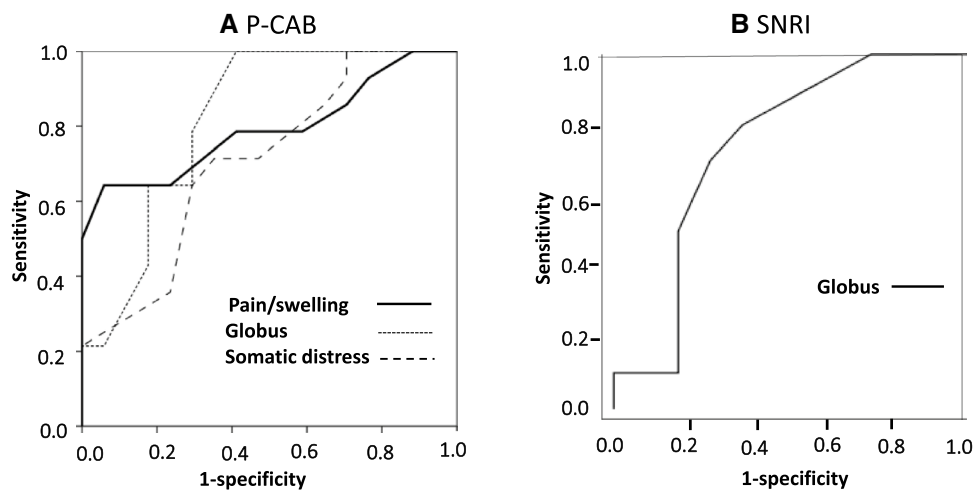 A P-CAB
1.0
0.8
0.6
0.4
0.2
0.0
Sensitivity
Pain/swelling
Globus
Somatic distress
0.0 0.2 0.4 0.6 0.8 1.0
1-specificity
B SNRI
1.0
0.8
0.6
0.4
0.2
0.0
Sensitivity
Globus
0.0 0.2 0.4 0.6 0.8 1.0
1-specificity